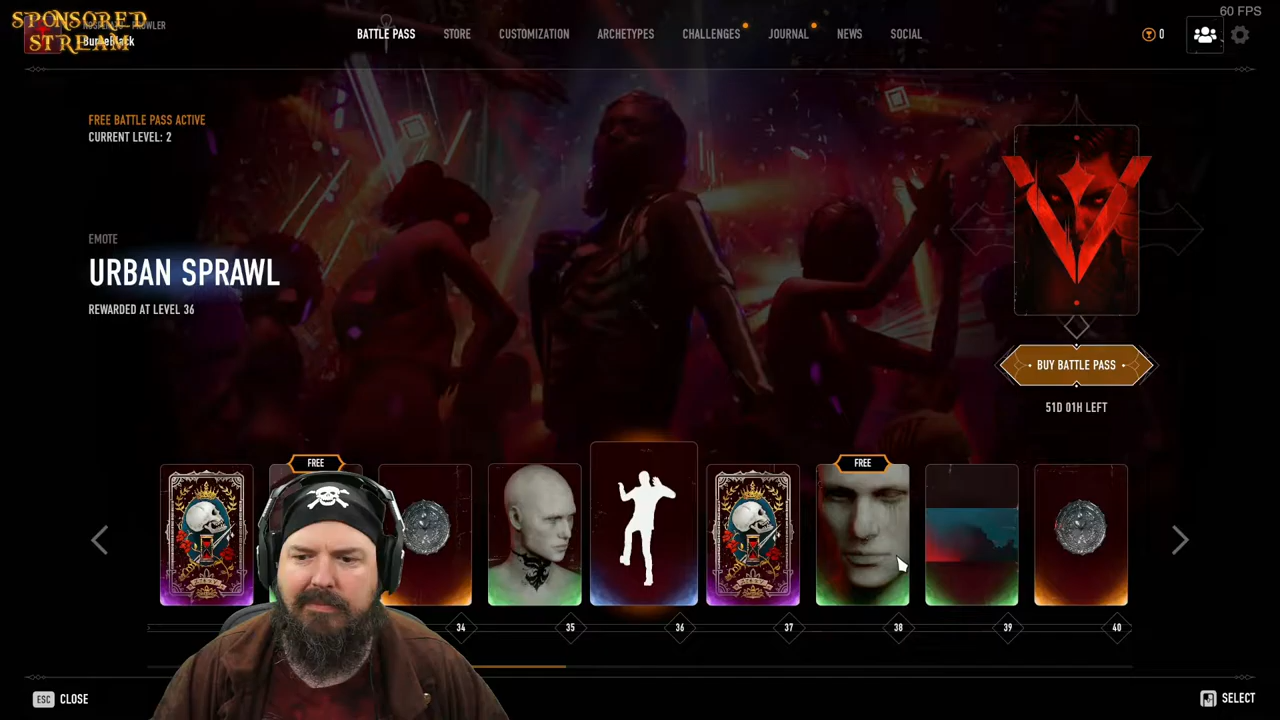 SPONSORED
STREAM
60 FPS
BATTLE PASS
STORE
CUSTOMIZATION
ARCHETYPES
CHALLENGES
JOURNAL
NEWS
SOCIAL
0
FREE BATTLE PASS ACTIVE
CURRENT LEVEL: 2
EMOTE
URBAN SPRAWL
REWARDED AT LEVEL 36
BUY BATTLE PASS
51D 01H LEFT
FREE
FREE
34
35
36
37
38
39
40
ESC CLOSE
SELECT